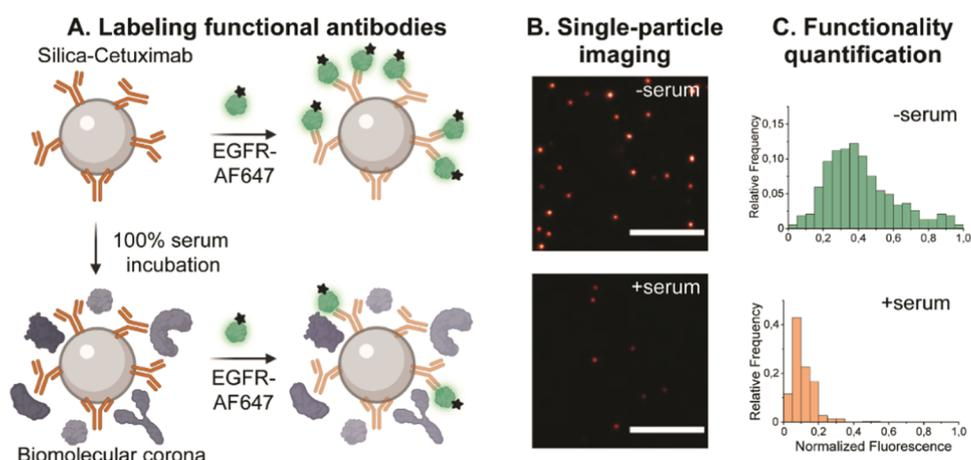 A. Labeling functional antibodies
Silica-Cetuximab
EGFR-
AF647
100% serum
incubation
EGFR-
AF647
Biomolecular corona
B. Single-particle
imaging
-serum
+serum
C. Functionality
quantification
-serum
Relative Frequency
0,15
0,10
0,05
0
0 0,2 0,4 0,6 0,8 1,0
+serum
Relative Frequency
0,4
0,2
0
0 0,2 0,4 0,6 0,8 1,0
Normalized Fluorescence